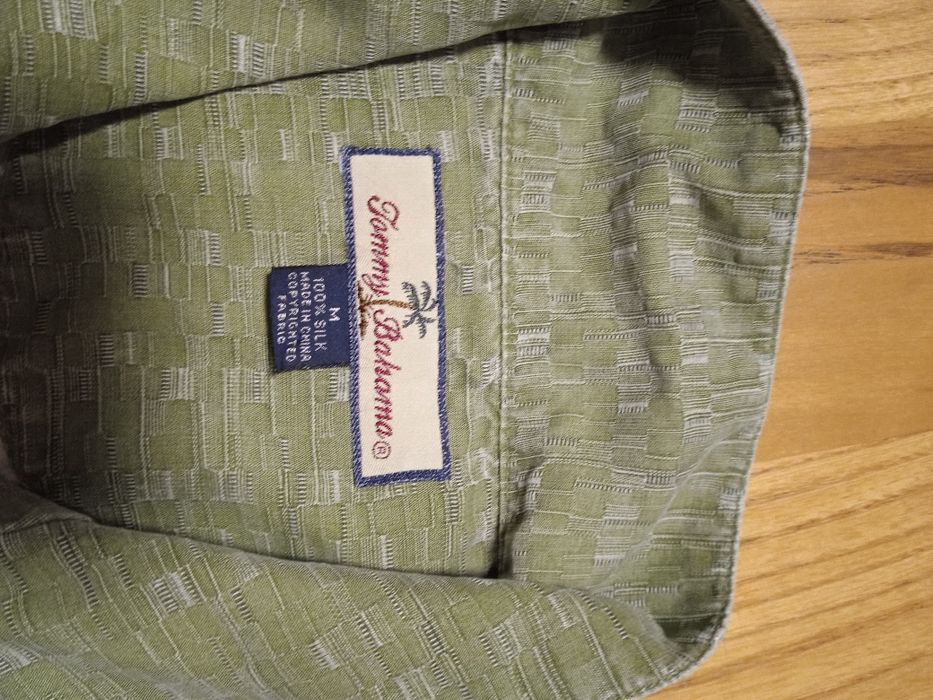 Tommy Bahama®
M
100% SILK
MADE IN CHINA
COPYRIGHTED
FABRIC